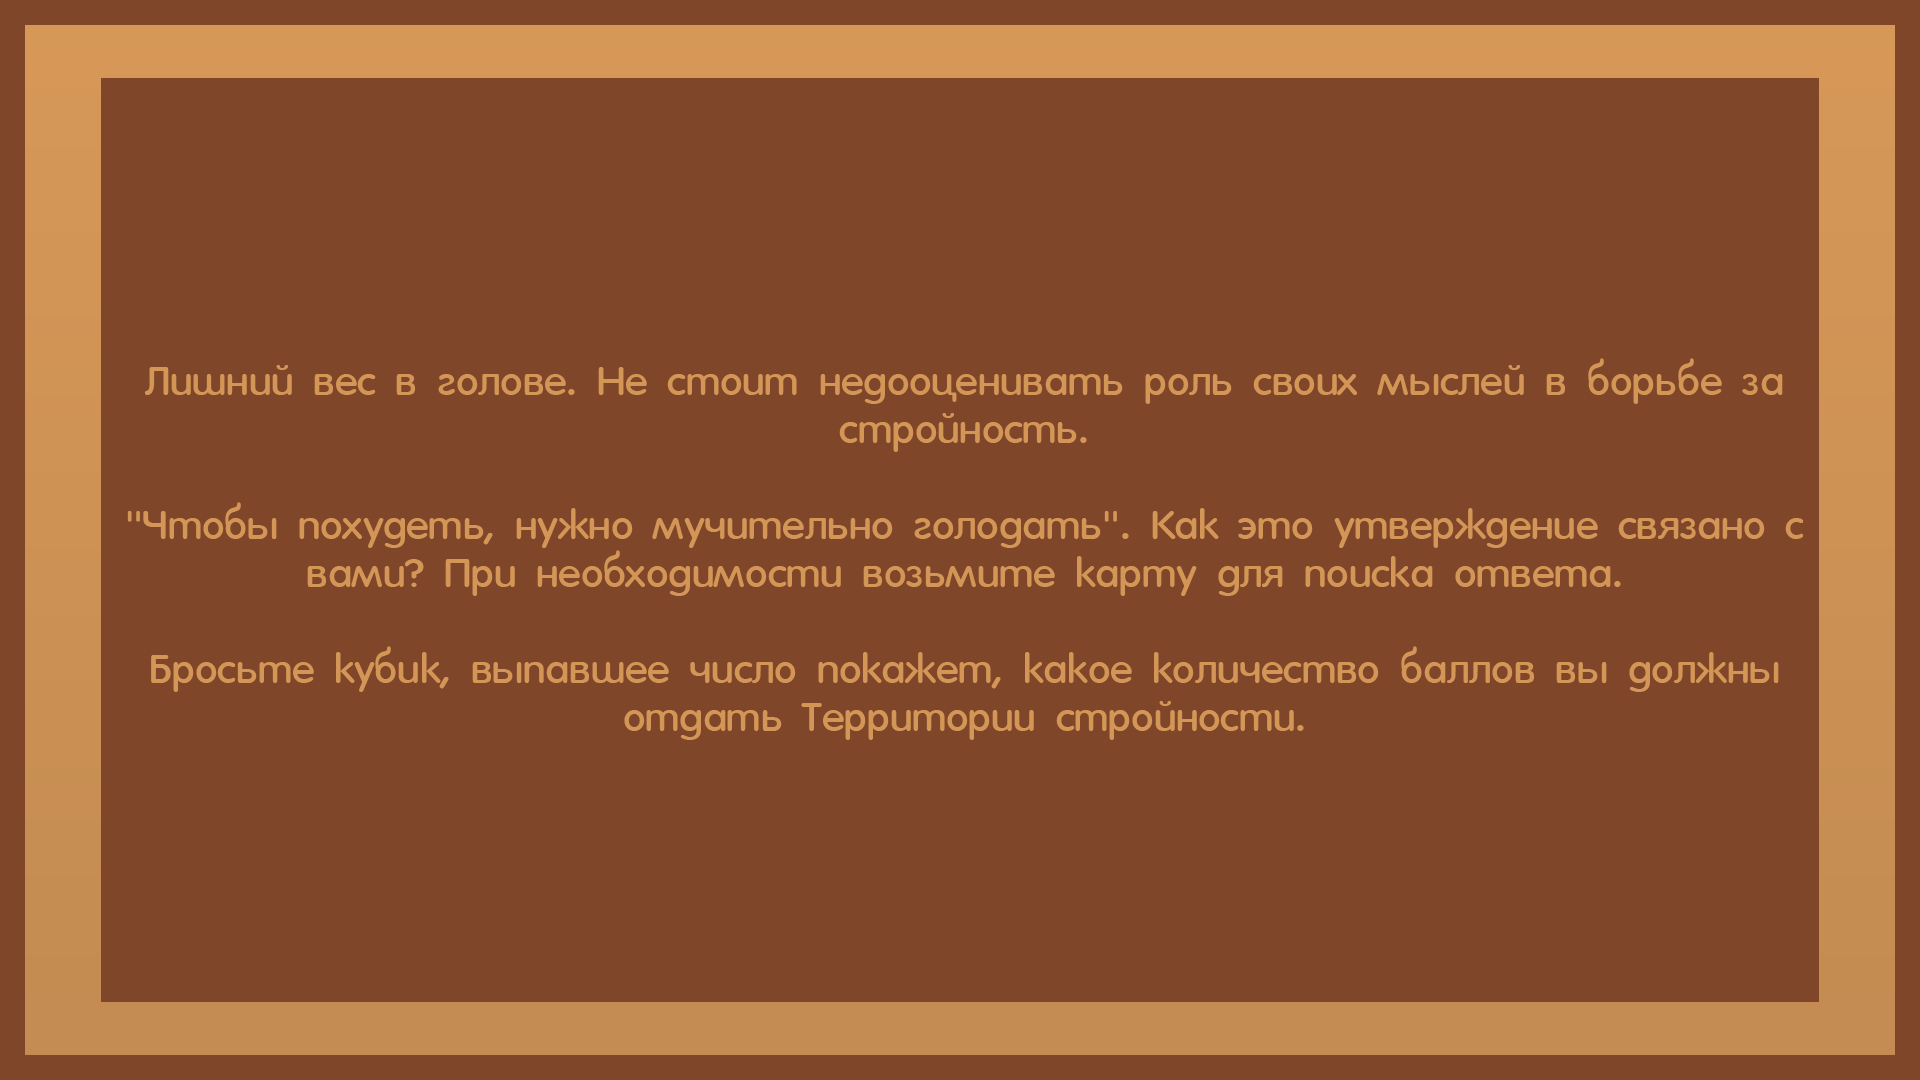 Лишний вес в голове. Не стоит недооценивать роль своих мыслей в борьбе за
стройность.
"Чтобы похудеть, нужно мучительно голодать". Как это утверждение связано с
вами? При необходимости возьмите карту для поиска ответа.
Бросьте кубик, выпавшее число покажет, какое количество баллов вы должны
отдать Территории стройности.